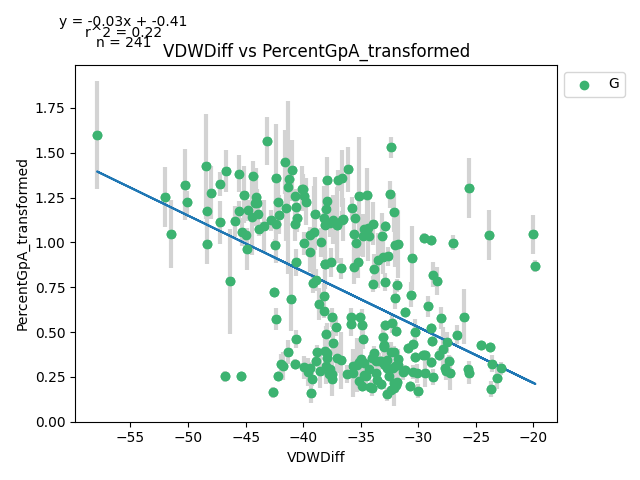 y = -0.03x + -0.41
r^2 = 0.22
n = 241
VDWDiff vs PercentGpA_transformed
G
PercentGpA_transformed
1.75
1.50
1.25
1.00
0.75
0.50
0.25
0.00
−55 −50 −45 −40 −35 −30 −25 −20
VDWDiff